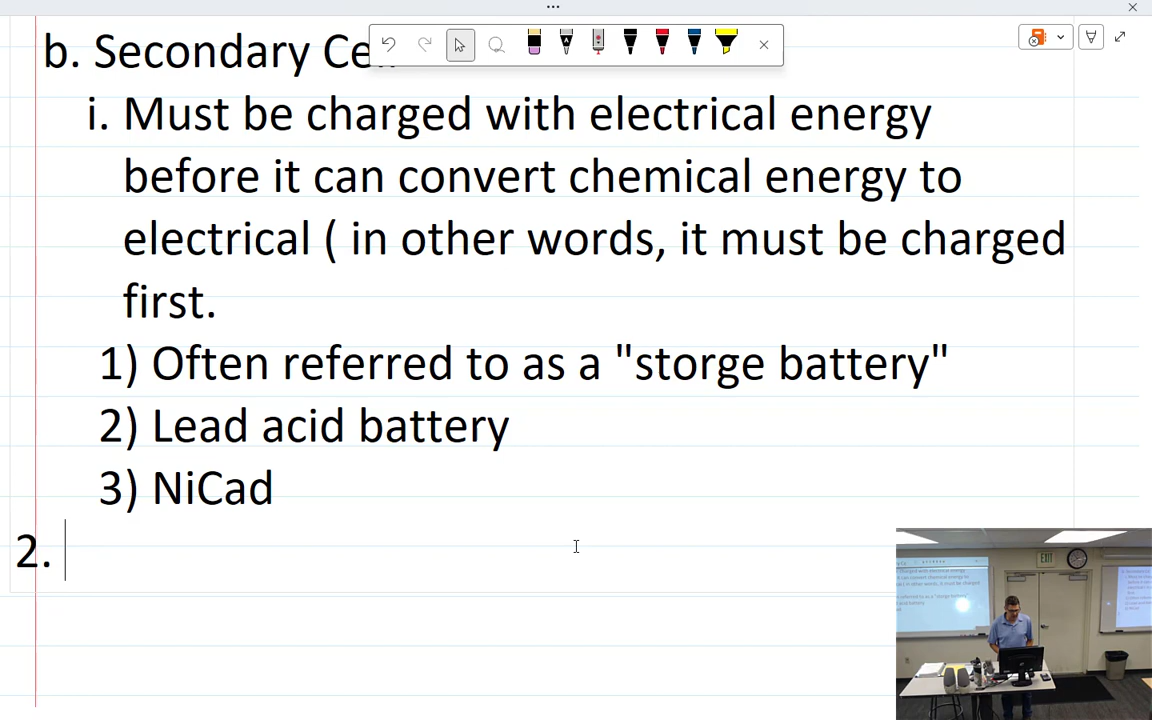 b. Secondary Ce
i. Must be charged with electrical energy
before it can convert chemical energy to
electrical ( in other words, it must be charged
first.
1) Often referred to as a "storge battery"
2) Lead acid battery
3) NiCad
2.
EXIT